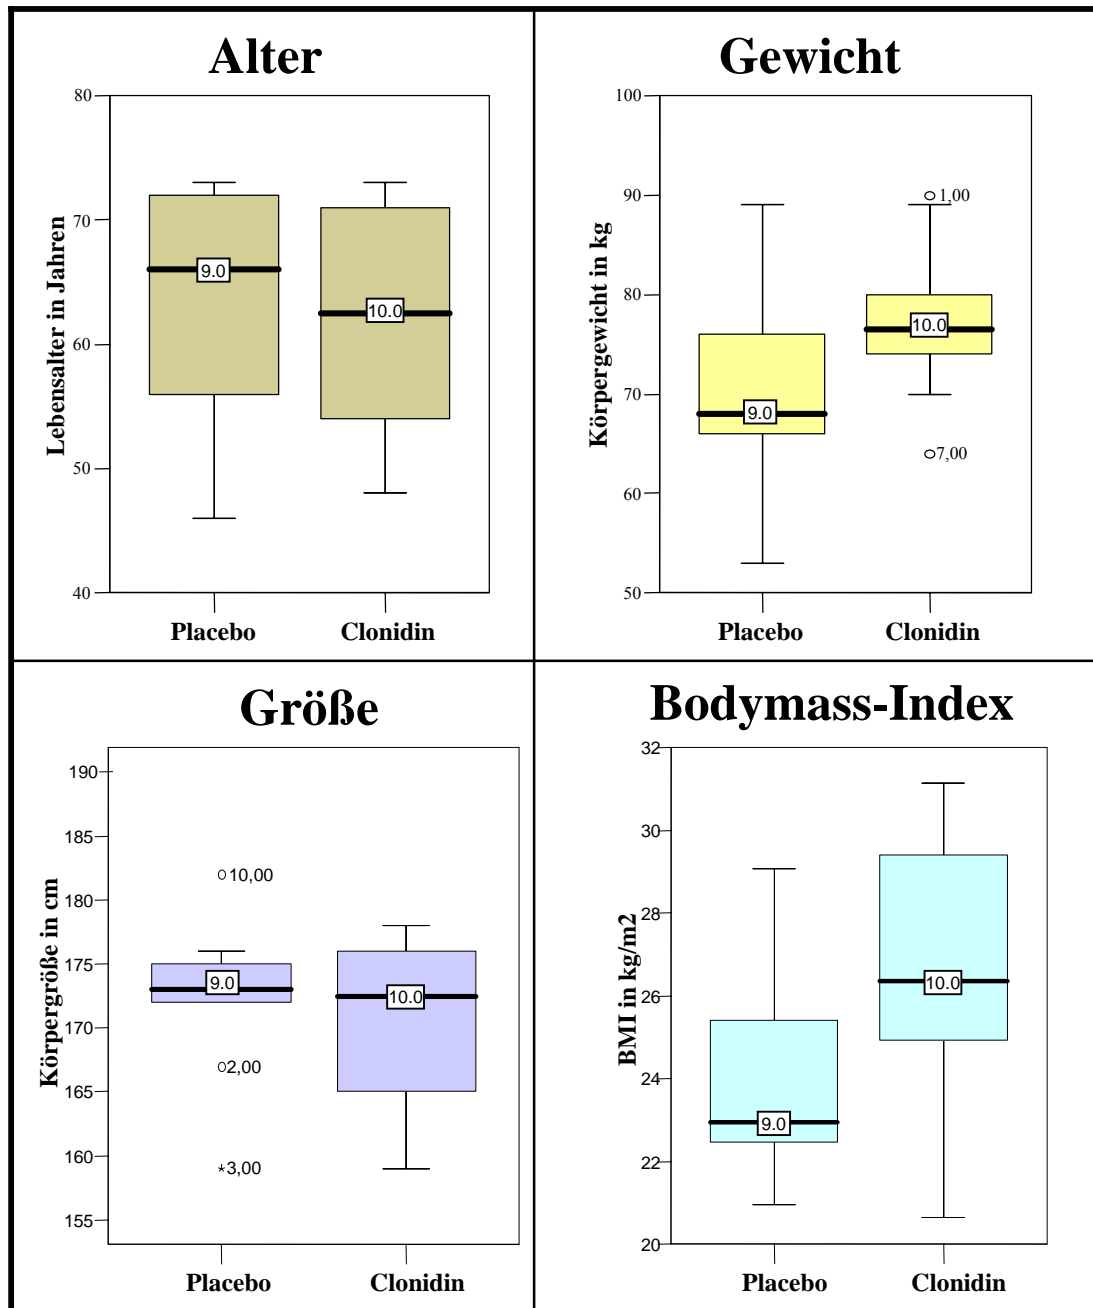 Alter
Lebensalter in Jahren
80
70
60
50
40
9.0
10.0
Placebo
Clonidin
Gewicht
Körpergewicht in kg
100
90
80
70
60
50
1,00
10.0
9.0
7,00
Placebo
Clonidin
Größe
Körpergröße in cm
190
185
180
175
170
165
160
155
10,00
9.0
10.0
2,00
*3,00
Placebo
Clonidin
Bodymass-Index
BMI in kg/m2
32
30
28
26
24
22
20
10.0
9.0
Placebo
Clonidin